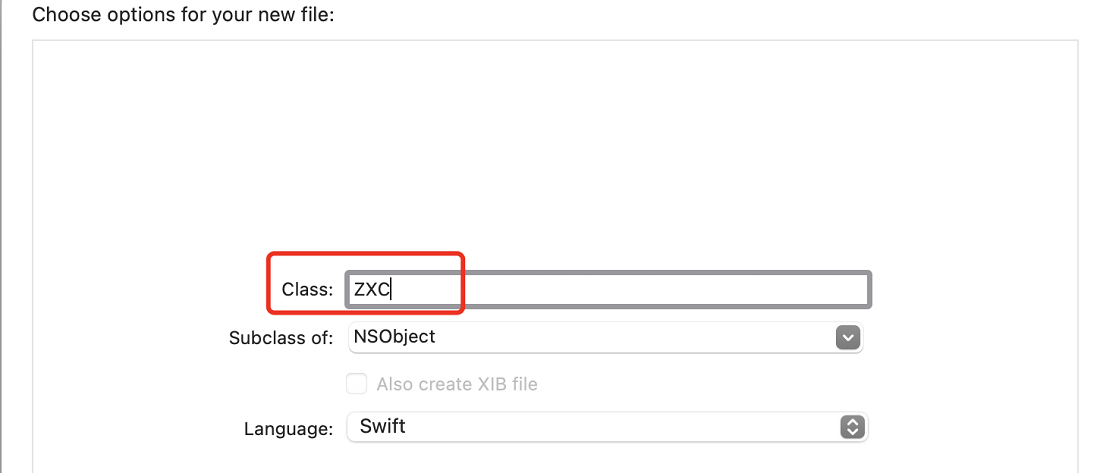 Choose options for your new file:
Class: ZXC
Subclass of: NSObject
Also create XIB file
Language: Swift